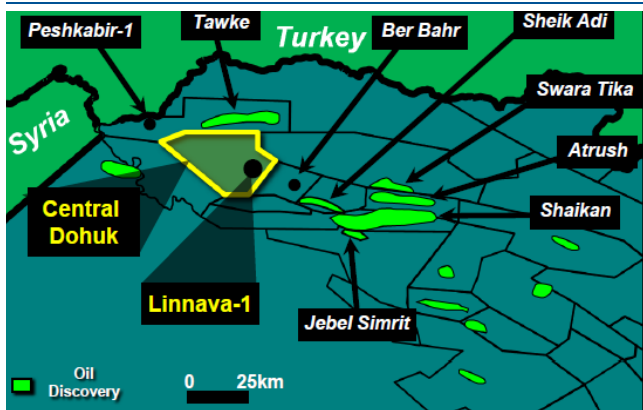 Peshkabir-1
Tawke
Turkey
Ber Bahr
Sheik Adi
Swara Tika
Syria
Atrush
Central
Dohuk
Shaikan
Linnava-1
Jebel Simrit
Oil
Discovery
0 25km